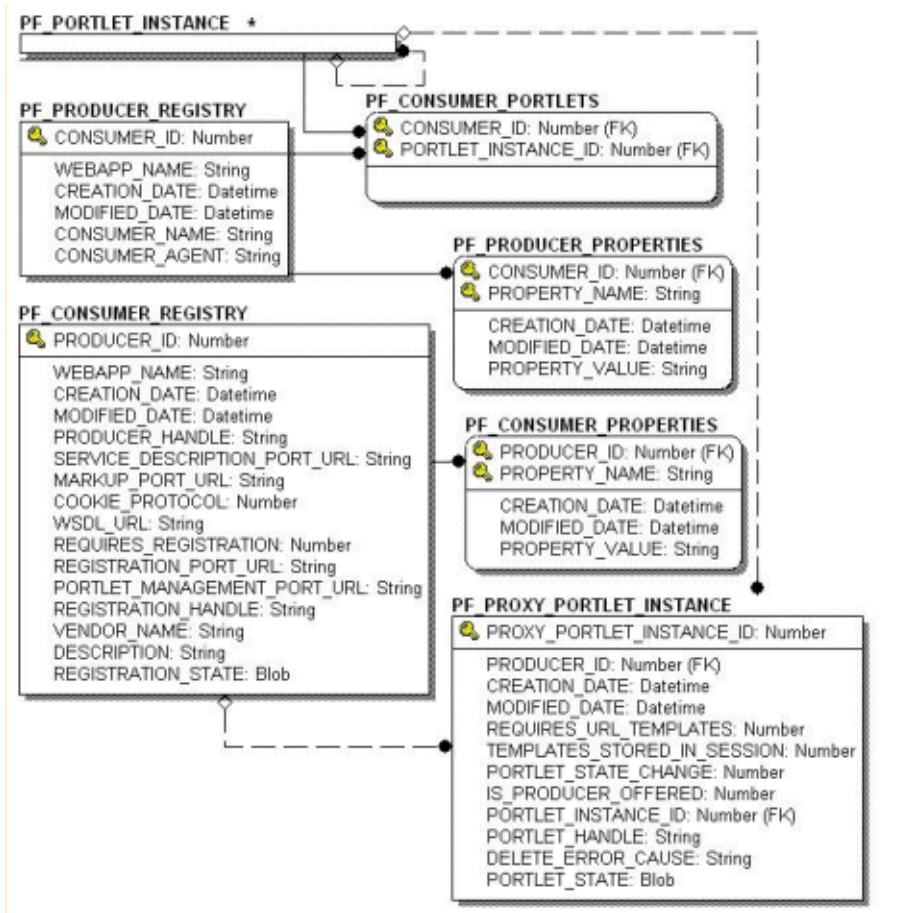 PF_PORTLET_INSTANCE *
PF_PRODUCER_REGISTRY
CONSUMER_ID: Number
WEBAPP_NAME: String
CREATION_DATE: Datetime
MODIFIED_DATE: Datetime
CONSUMER_NAME: String
CONSUMER_AGENT: String
PF_CONSUMER_PORTLETS
CONSUMER_ID: Number (FK)
PORTLET_INSTANCE_ID: Number (FK)
PF_PRODUCER_PROPERTIES
CONSUMER_ID: Number (FK)
PROPERTY_NAME: String
CREATION_DATE: Datetime
MODIFIED_DATE: Datetime
PROPERTY_VALUE: String
PF_CONSUMER_REGISTRY
PRODUCER_ID: Number
WEBAPP_NAME: String
CREATION_DATE: Datetime
MODIFIED_DATE: Datetime
PRODUCER_HANDLE: String
SERVICE_DESCRIPTION_PORT_URL: String
MARKUP_PORT_URL: String
COOKIE_PROTOCOL: Number
WSDL_URL: String
REQUIRES_REGISTRATION: Number
REGISTRATION_PORT_URL: String
PORTLET_MANAGEMENT_PORT_URL: String
REGISTRATION_HANDLE: String
VENDOR_NAME: String
DESCRIPTION: String
REGISTRATION_STATE: Blob
PF_CONSUMER_PROPERTIES
PRODUCER_ID: Number (FK)
PROPERTY_NAME: String
CREATION_DATE: Datetime
MODIFIED_DATE: Datetime
PROPERTY_VALUE: String
PF_PROXY_PORTLET_INSTANCE
PROXY_PORTLET_INSTANCE_ID: Number
PRODUCER_ID: Number (FK)
CREATION_DATE: Datetime
MODIFIED_DATE: Datetime
REQUIRES_URL_TEMPLATES: Number
TEMPLATES_STORED_IN_SESSION: Number
PORTLET_STATE_CHANGE: Number
IS_PRODUCER_OFFERED: Number
PORTLET_INSTANCE_ID: Number (FK)
PORTLET_HANDLE: String
DELETE_ERROR_CAUSE: String
PORTLET_STATE: Blob